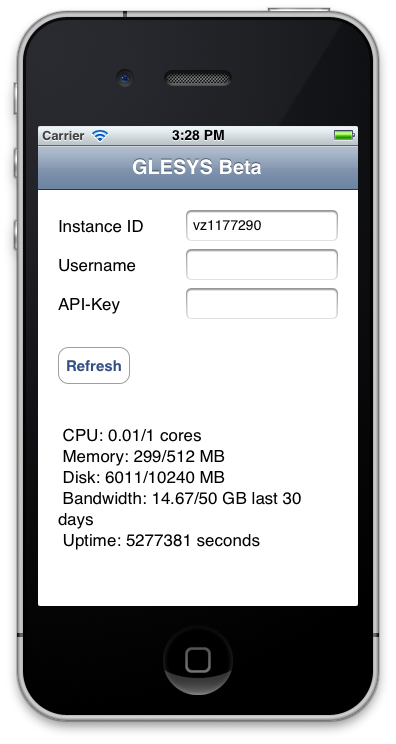 Carrier 3:28 PM
GLESYS Beta
Instance ID vz1177290
Username
API-Key
Refresh
CPU: 0.01/1 cores
Memory: 299/512 MB
Disk: 6011/10240 MB
Bandwidth: 14.67/50 GB last 30
days
Uptime: 5277381 seconds